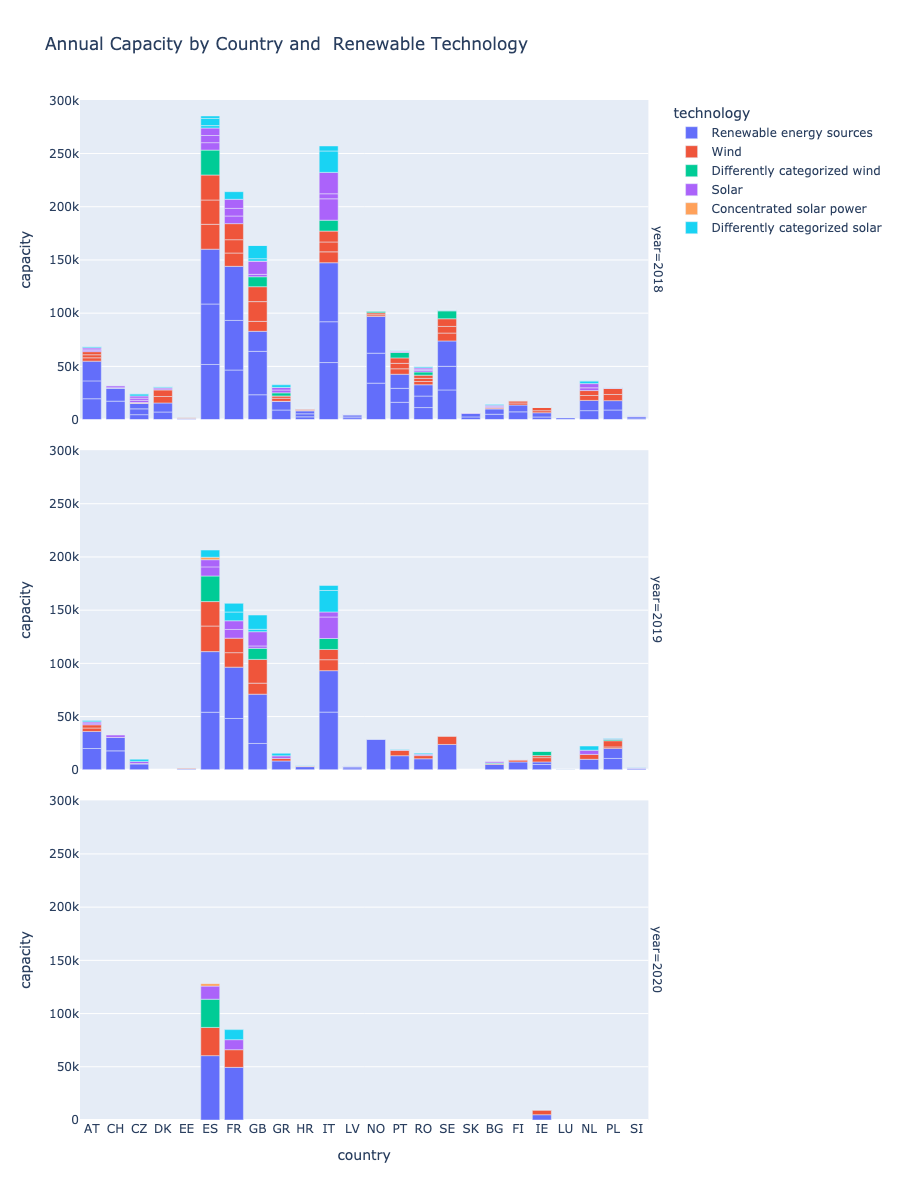 Annual Capacity by Country and  Renewable Technology
technology
Renewable energy sources
Wind
Differently categorized wind
Solar
Concentrated solar power
Differently categorized solar
capacity
300k
250k
200k
150k
100k
50k
0
year=2018
capacity
300k
250k
200k
150k
100k
50k
0
year=2019
capacity
300k
250k
200k
150k
100k
50k
0
year=2020
AT CH CZ DK EE ES FR GB GR HR IT LV NO PT RO SE SK BG FI IE LU NL PL SI
country